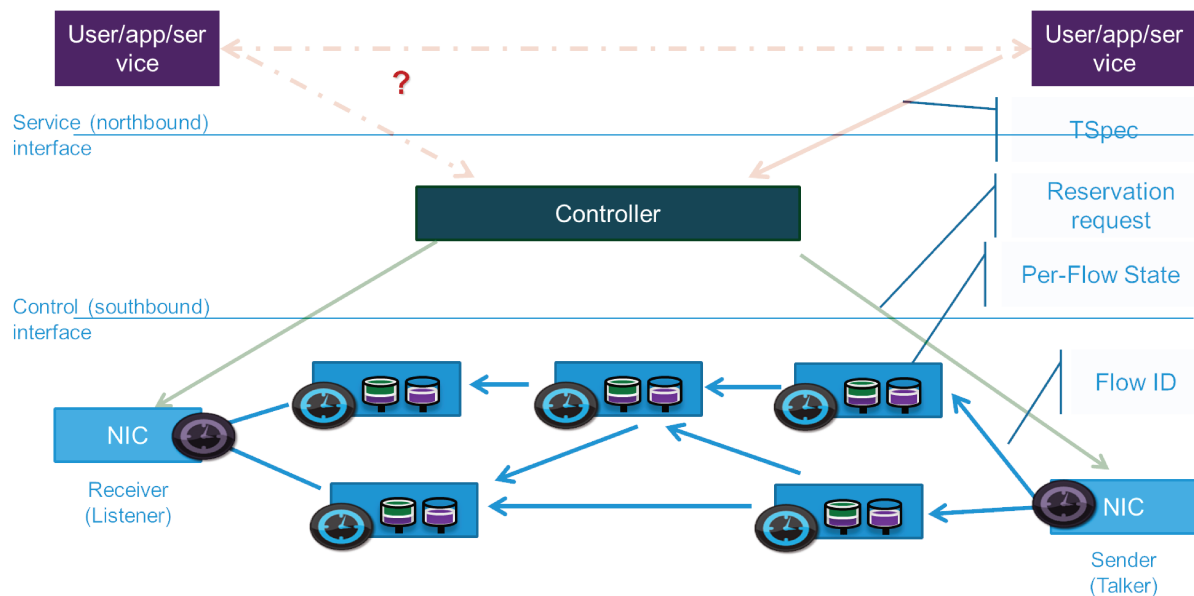 User/app/ser
vice
User/app/ser
vice
?
Service (northbound)
interface
TSpec
Reservation
request
Controller
Per-Flow State
Control (southbound)
interface
Flow ID
NIC
Receiver
(Listener)
NIC
Sender
(Talker)